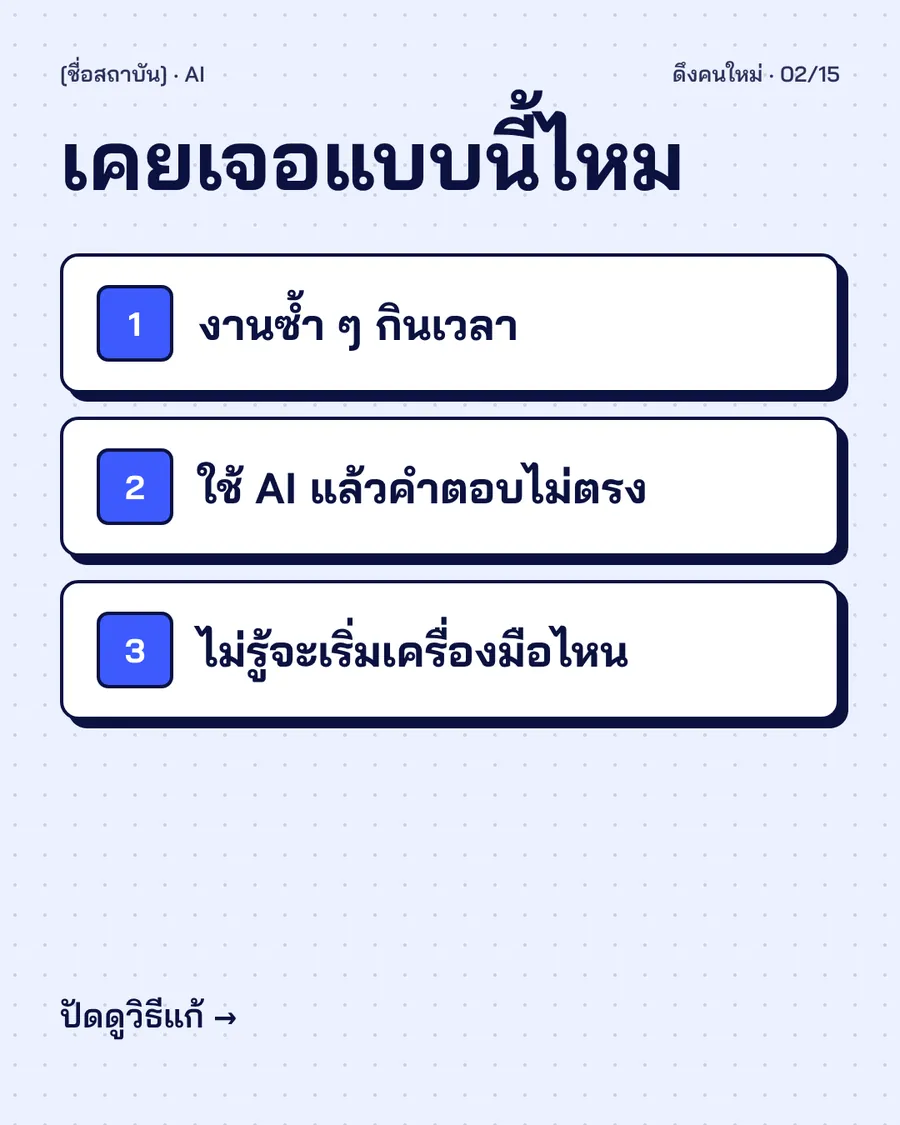 (ชื่อสถาบัน) · AI
ดึงคนใหม่ · 02/15
เคยเจอแบบนี้ไหม
1 งานซ้ำ ๆ กินเวลา
2 ใช้ AI แล้วคำตอบไม่ตรง
3 ไม่รู้จะเริ่มเครื่องมือไหน
ปัดดูวิธีแก้ →